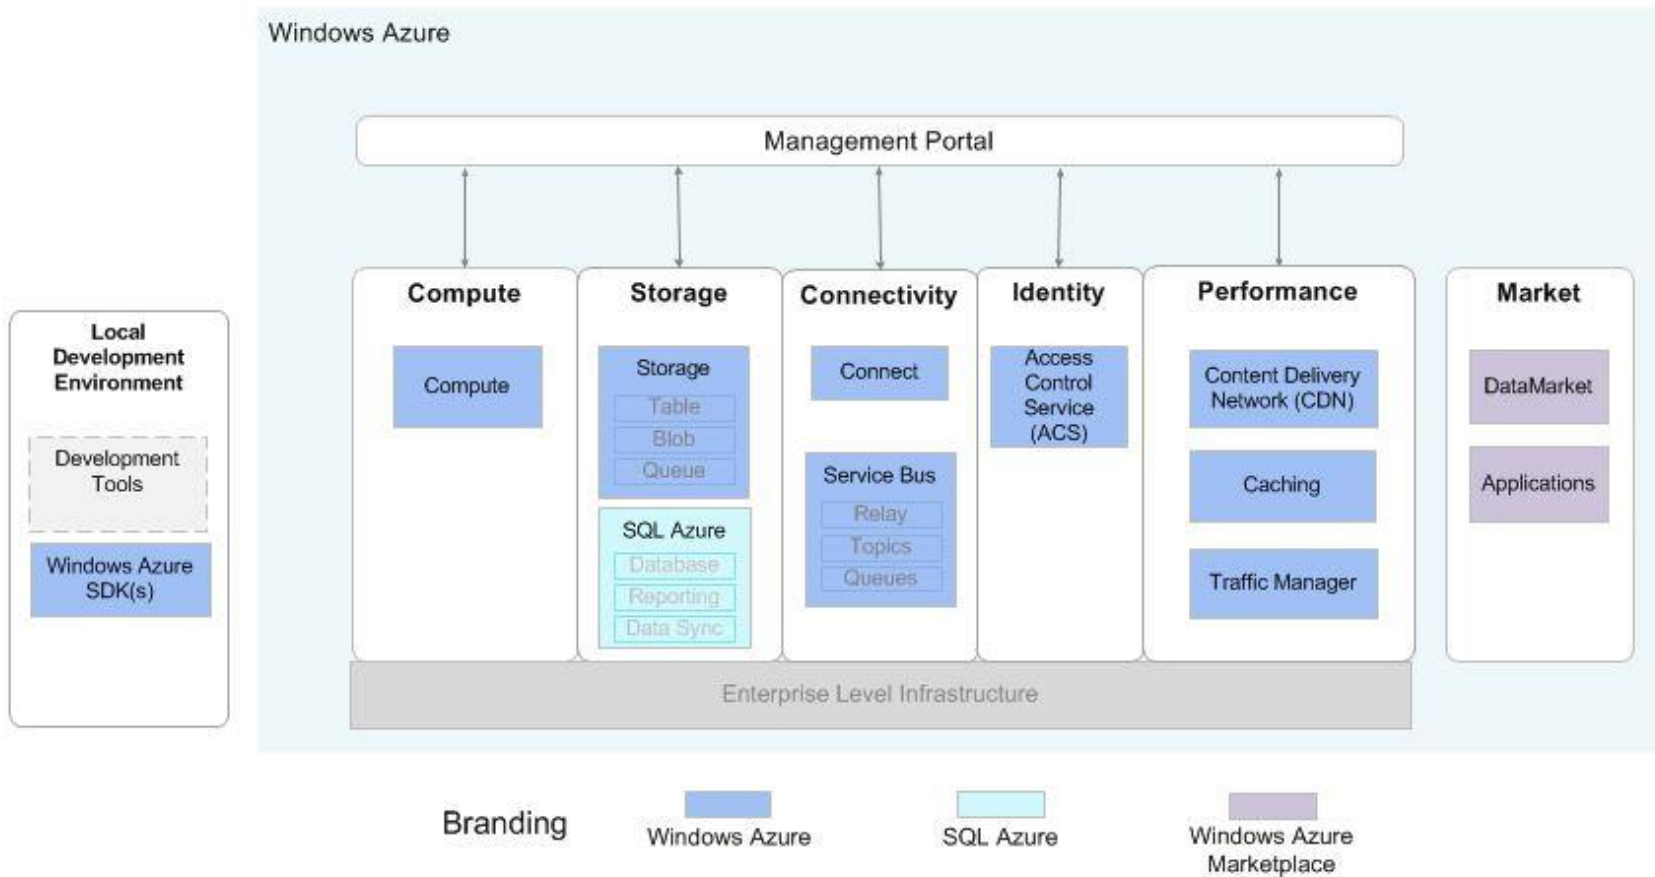 Windows Azure
Management Portal
Local
Development
Environment
Development
Tools
Windows Azure
SDK(s)
Compute
Compute
Storage
Storage
Table
Blob
Queue
SQL Azure
Database
Reporting
Data Sync
Connectivity
Connect
Service Bus
Relay
Topics
Queues
Identity
Access
Control
Service
(ACS)
Performance
Content Delivery
Network (CDN)
Caching
Traffic Manager
Market
DataMarket
Applications
Enterprise Level Infrastructure
Branding
Windows Azure
SQL Azure
Windows Azure
Marketplace